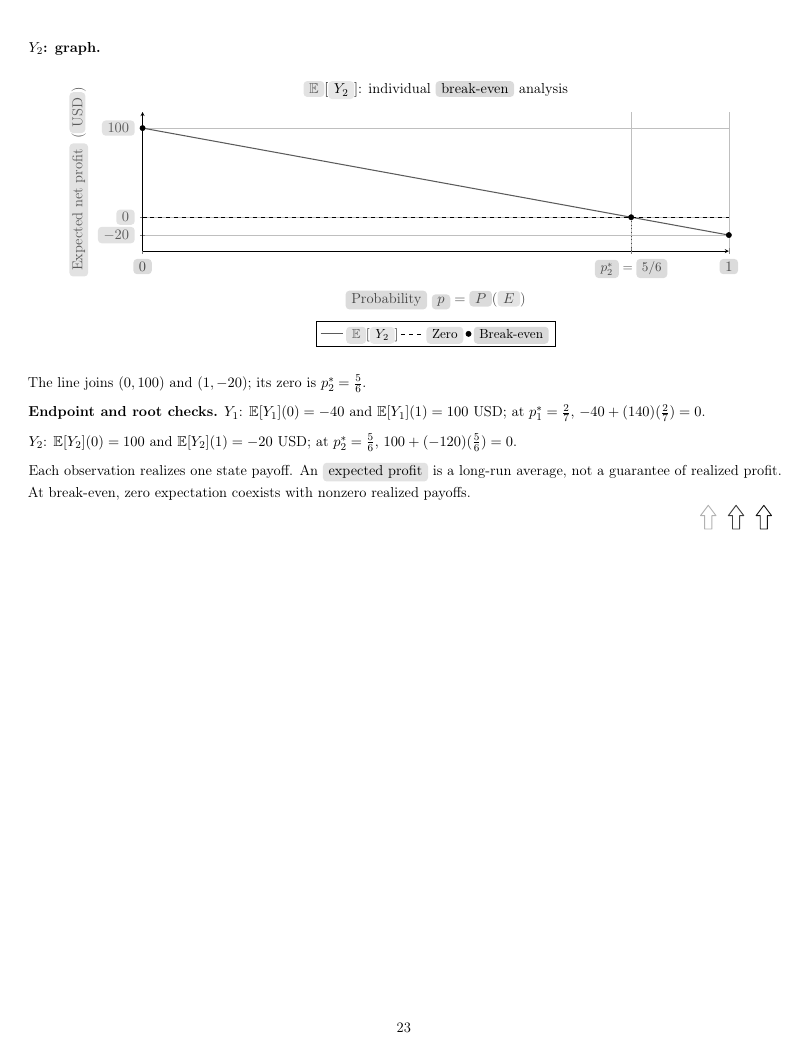 Y₂: graph.
𝔼 [ Y₂ ]: individual break-even analysis
Expected net profit ( USD )
100
0
−20
0
p₂* = 5/6
1
Probability p = P ( E )
𝔼 [ Y₂ ] Zero Break-even
The line joins (0, 100) and (1, −20); its zero is p₂* = 5/6.
Endpoint and root checks. Y₁: 𝔼[Y₁](0) = −40 and 𝔼[Y₁](1) = 100 USD; at p₁* = 2/7, −40 + (140)(2/7) = 0.
Y₂: 𝔼[Y₂](0) = 100 and 𝔼[Y₂](1) = −20 USD; at p₂* = 5/6, 100 + (−120)(5/6) = 0.
Each observation realizes one state payoff. An expected profit is a long-run average, not a guarantee of realized profit.
At break-even, zero expectation coexists with nonzero realized payoffs.
23